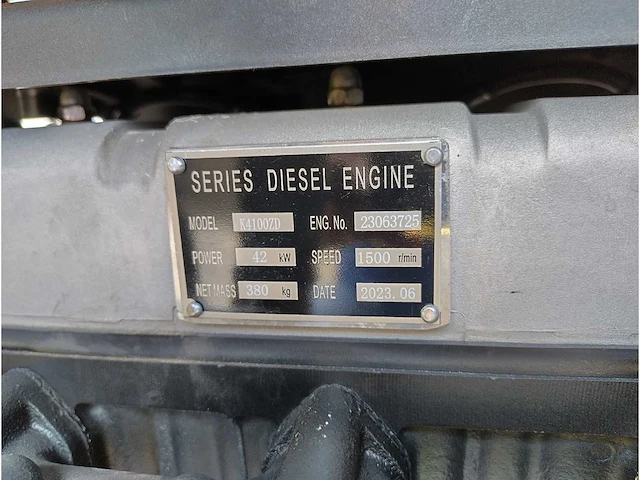 SERIES DIESEL ENGINE
MODEL K4100ZD ENG. No. 23063725
POWER 42 kW SPEED 1500 r/min
NET MASS 380 kg DATE 2023.06